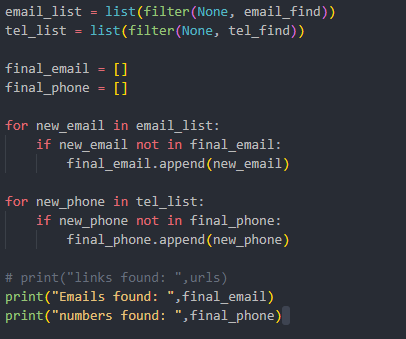 email_list = list(filter(None, email_find))
tel_list = list(filter(None, tel_find))
final_email = []
final_phone = []
for new_email in email_list:
    if new_email not in final_email:
        final_email.append(new_email)
for new_phone in tel_list:
    if new_phone not in final_phone:
        final_phone.append(new_phone)
# print("links found: ",urls)
print("Emails found: ",final_email)
print("numbers found: ",final_phone)